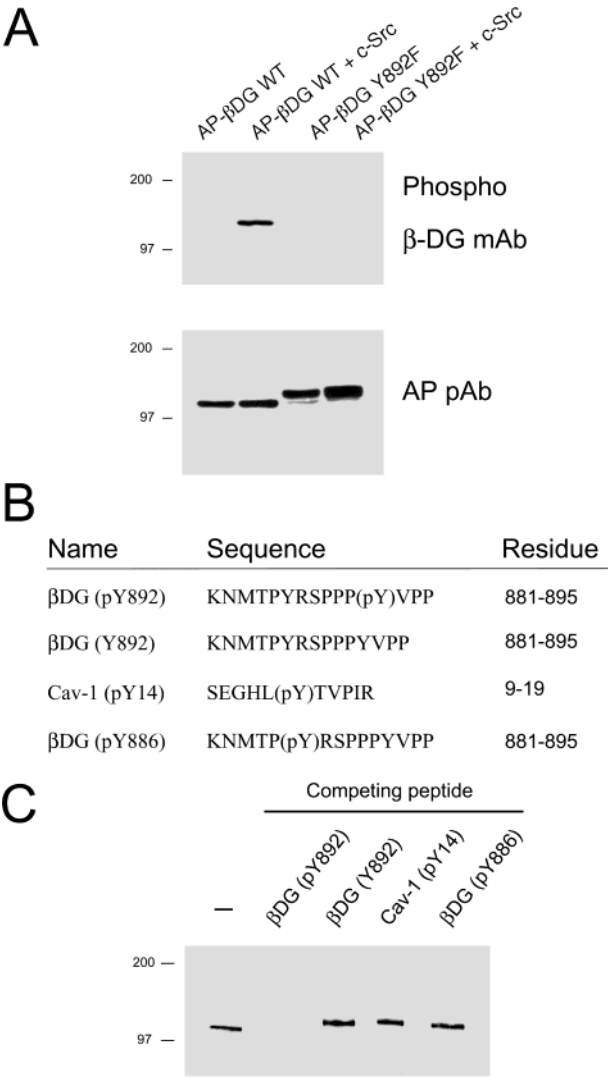 A
AP-βDG WT
AP-βDG WT + c-Src
AP-βDG Y892F
AP-βDG Y892F + c-Src
200
97
Phospho
β-DG mAb
200
97
AP pAb
B
Name Sequence Residue
βDG (pY892) KNMTPYRSPPP(pY)VPP 881-895
βDG (Y892) KNMTPYRSPPPYVPP 881-895
Cav-1 (pY14) SEGHL(pY)TVPIR 9-19
βDG (pY886) KNMTP(pY)RSPPPYVPP 881-895
C
Competing peptide
–
βDG (pY892)
βDG (Y892)
Cav-1 (pY14)
βDG (pY886)
200
97